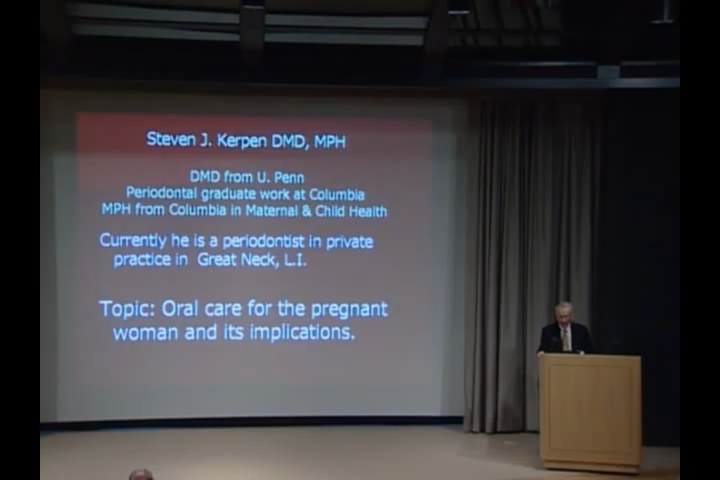 Steven J. Kerpen DMD, MPH
DMD from U. Penn
Periodontal graduate work at Columbia
MPH from Columbia in Maternal & Child Health
Currently he is a periodontist in private
practice in Great Neck, L.I.
Topic: Oral care for the pregnant
woman and its implications.